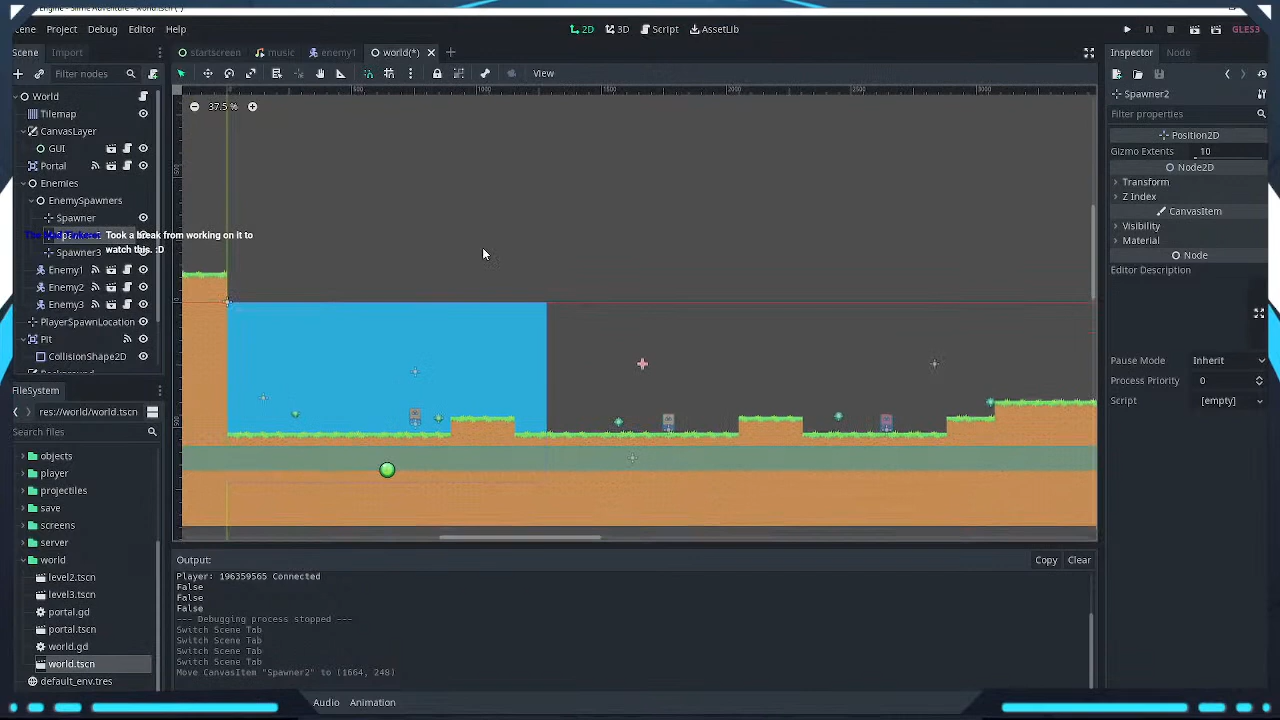 Engine - Slime Adventure - world.tscn (*)
Scene Project Debug Editor Help
2D 3D Script AssetLib
GLES3
Scene Import
startscreen music enemy1 world(*)
Inspector Node
Filter nodes
View
World
37.5 %
0 500 1000 1500 2000 2500 3000
Spawner2
Tilemap
Filter properties
CanvasLayer
Position2D
GUI
Gizmo Extents 10
Portal
Node2D
Enemies
Transform
EnemySpawners
Z Index
Spawner
CanvasItem
Took a break from working on it to
watch this. :D
Visibility
Spawner3
Material
Enemy1
Node
Enemy2
Editor Description
Enemy3
PlayerSpawnLocation
Pit
CollisionShape2D
Pause Mode Inherit
FileSystem
Process Priority 0
res://world/world.tscn
Script [empty]
Search files
objects
player
projectiles
save
screens
server
world
level2.tscn
level3.tscn
portal.gd
portal.tscn
world.gd
world.tscn
default_env.tres
Output:
Copy Clear
Player: 196359565 Connected
False
False
False
--- Debugging process stopped ---
Switch Scene Tab
Switch Scene Tab
Switch Scene Tab
Switch Scene Tab
Move CanvasItem "Spawner2" to (1664, 248)
Audio Animation